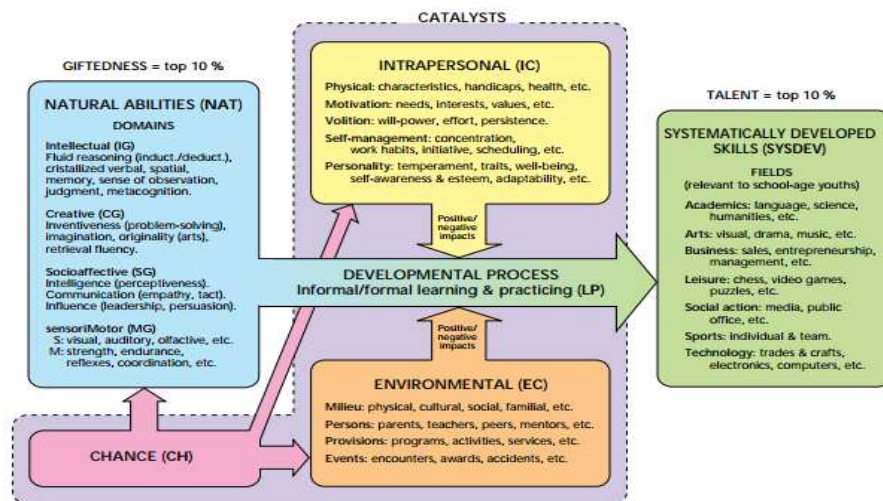 CATALYSTS
GIFTEDNESS = top 10 %
NATURAL ABILITIES (NAT)
DOMAINS
Intellectual (IG)
Fluid reasoning (induct./deduct.),
cristallized verbal, spatial,
memory, sense of observation,
judgment, metacognition.
Creative (CG)
Inventiveness (problem-solving),
imagination, originality (arts),
retrieval fluency.
Socioaffective (SG)
Intelligence (perceptiveness).
Communication (empathy, tact).
Influence (leadership, persuasion).
sensoriMotor (MG)
S: visual, auditory, olfactive, etc.
M: strength, endurance,
reflexes, coordination, etc.
CHANCE (CH)
INTRAPERSONAL (IC)
Physical: characteristics, handicaps, health, etc.
Motivation: needs, interests, values, etc.
Volition: will-power, effort, persistence.
Self-management: concentration,
work habits, initiative, scheduling, etc.
Personality: temperament, traits, well-being,
self-awareness & esteem, adaptability, etc.
Positive/
negative
impacts
DEVELOPMENTAL PROCESS
Informal/formal learning & practicing (LP)
Positive/
negative
impacts
ENVIRONMENTAL (EC)
Milieu: physical, cultural, social, familial, etc.
Persons: parents, teachers, peers, mentors, etc.
Provisions: programs, activities, services, etc.
Events: encounters, awards, accidents, etc.
TALENT = top 10 %
SYSTEMATICALLY DEVELOPED
SKILLS (SYSDEV)
FIELDS
(relevant to school-age youths)
Academics: language, science,
humanities, etc.
Arts: visual, drama, music, etc.
Business: sales, entrepreneurship,
management, etc.
Leisure: chess, video games,
puzzles, etc.
Social action: media, public
office, etc.
Sports: individual & team.
Technology: trades & crafts,
electronics, computers, etc.